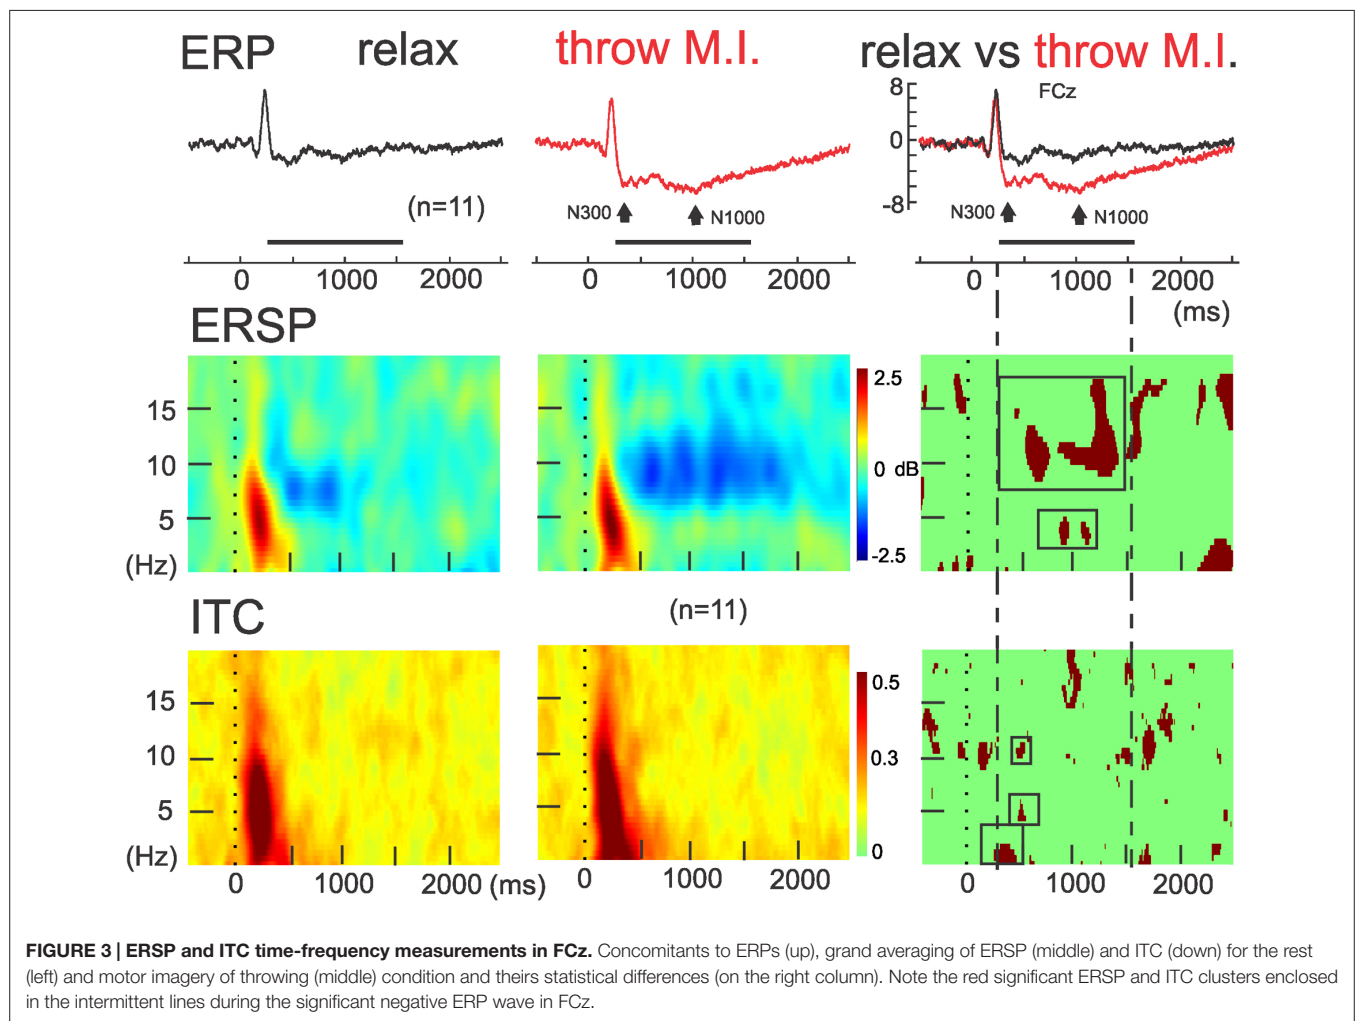 ERP relax throw M.I. relax vs throw M.I.
8 FCz
0
-8
(n=11)
N300 N1000 N300 N1000
0 1000 2000 0 1000 2000 0 1000 2000
(ms)
ERSP
15
10
5
(Hz)
2.5
0 dB
-2.5
ITC
(n=11)
15
10
5
(Hz)
0.5
0.3
0
0 1000 2000 (ms) 0 1000 2000 0 1000 2000
FIGURE 3 | ERSP and ITC time-frequency measurements in FCz. Concomitants to ERPs (up), grand averaging of ERSP (middle) and ITC (down) for the rest
(left) and motor imagery of throwing (middle) condition and theirs statistical differences (on the right column). Note the red significant ERSP and ITC clusters enclosed
in the intermittent lines during the significant negative ERP wave in FCz.